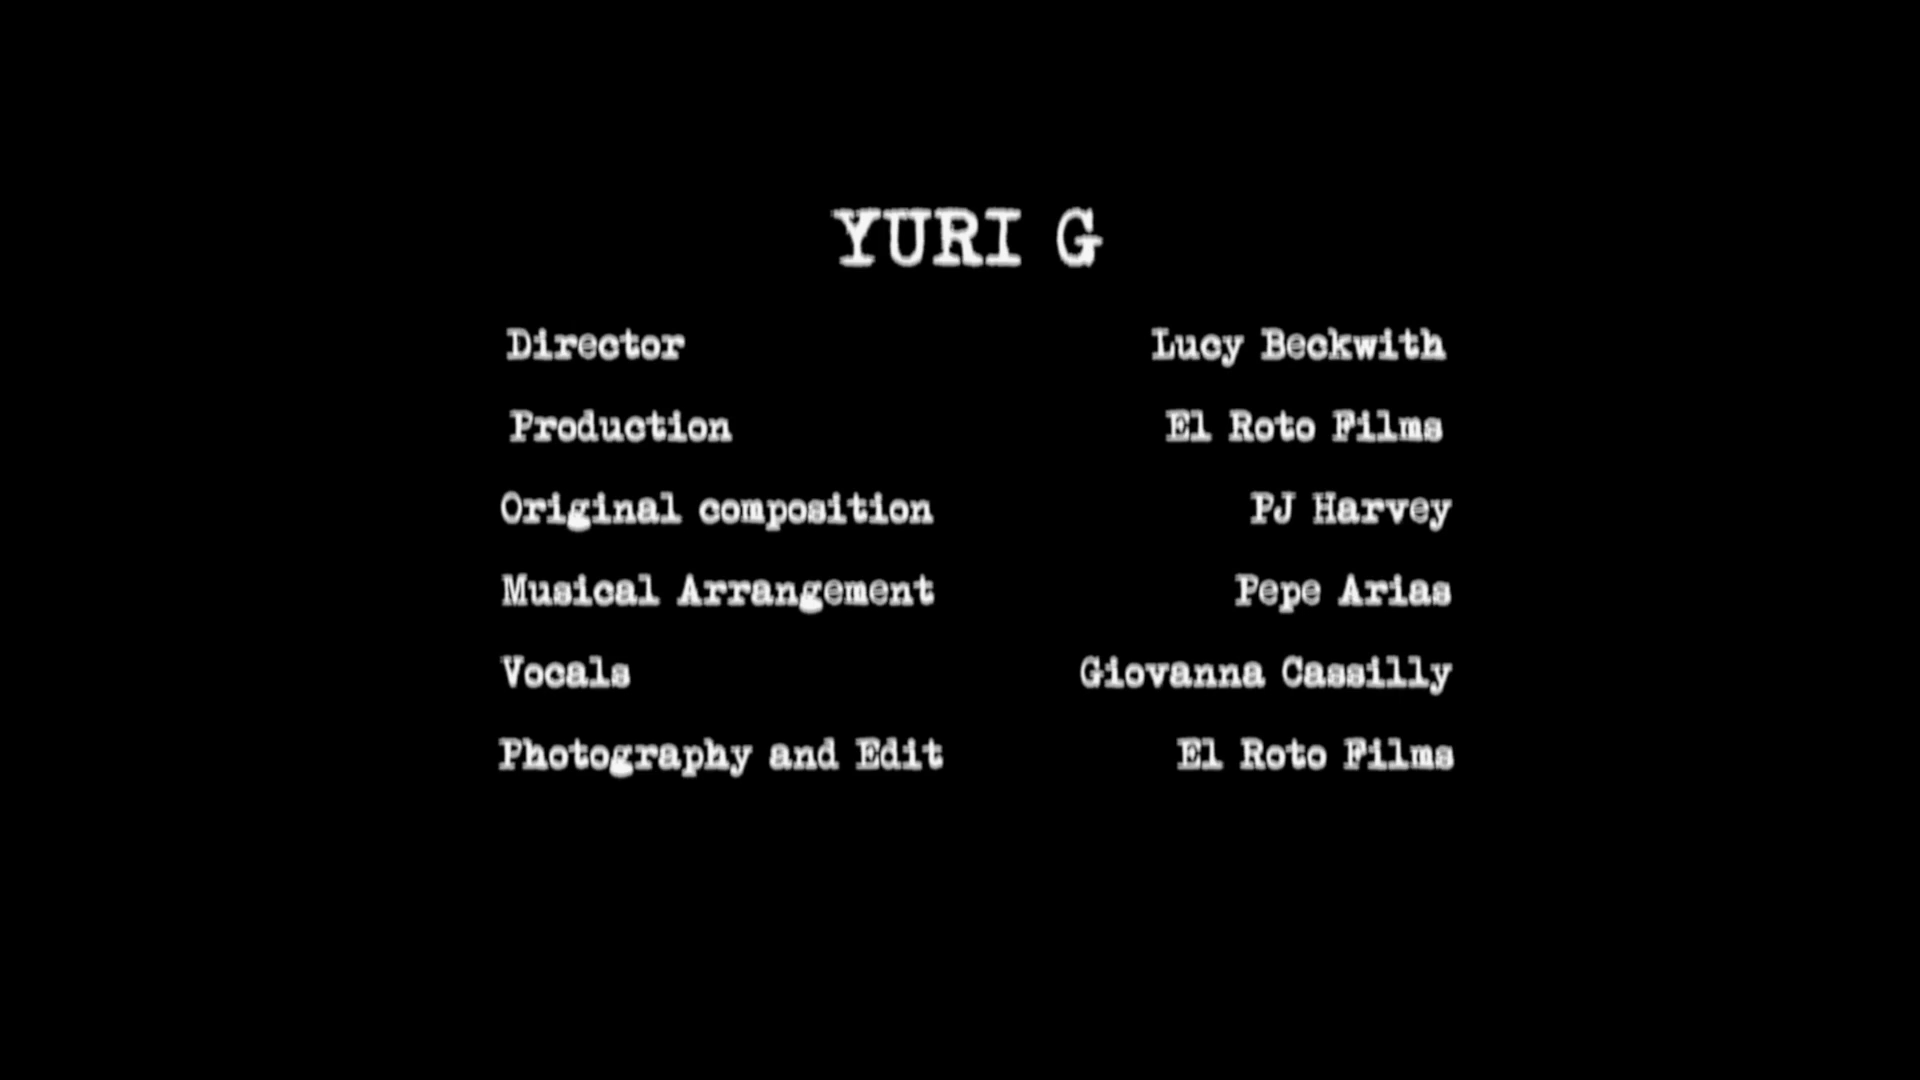 YURI G
Director Lucy Beckwith
Production El Roto Films
Original composition PJ Harvey
Musical Arrangement Pepe Arias
Vocals Giovanna Cassilly
Photography and Edit El Roto Films